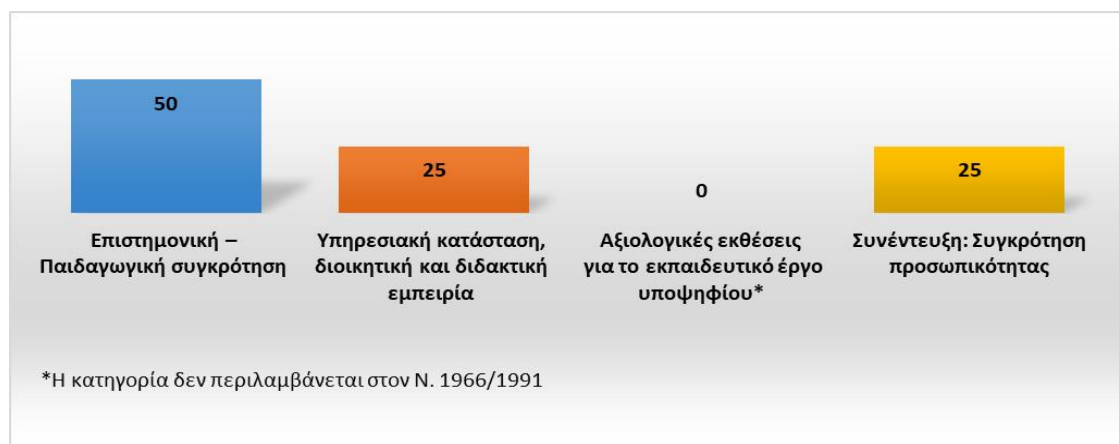 50
25
0
25
Επιστημονική –
Παιδαγωγική συγκρότηση
Υπηρεσιακή κατάσταση,
διοικητική και διδακτική
εμπειρία
Αξιολογικές εκθέσεις
για το εκπαιδευτικό έργο
υποψηφίου*
Συνέντευξη: Συγκρότηση
προσωπικότητας
*Η κατηγορία δεν περιλαμβάνεται στον Ν. 1966/1991